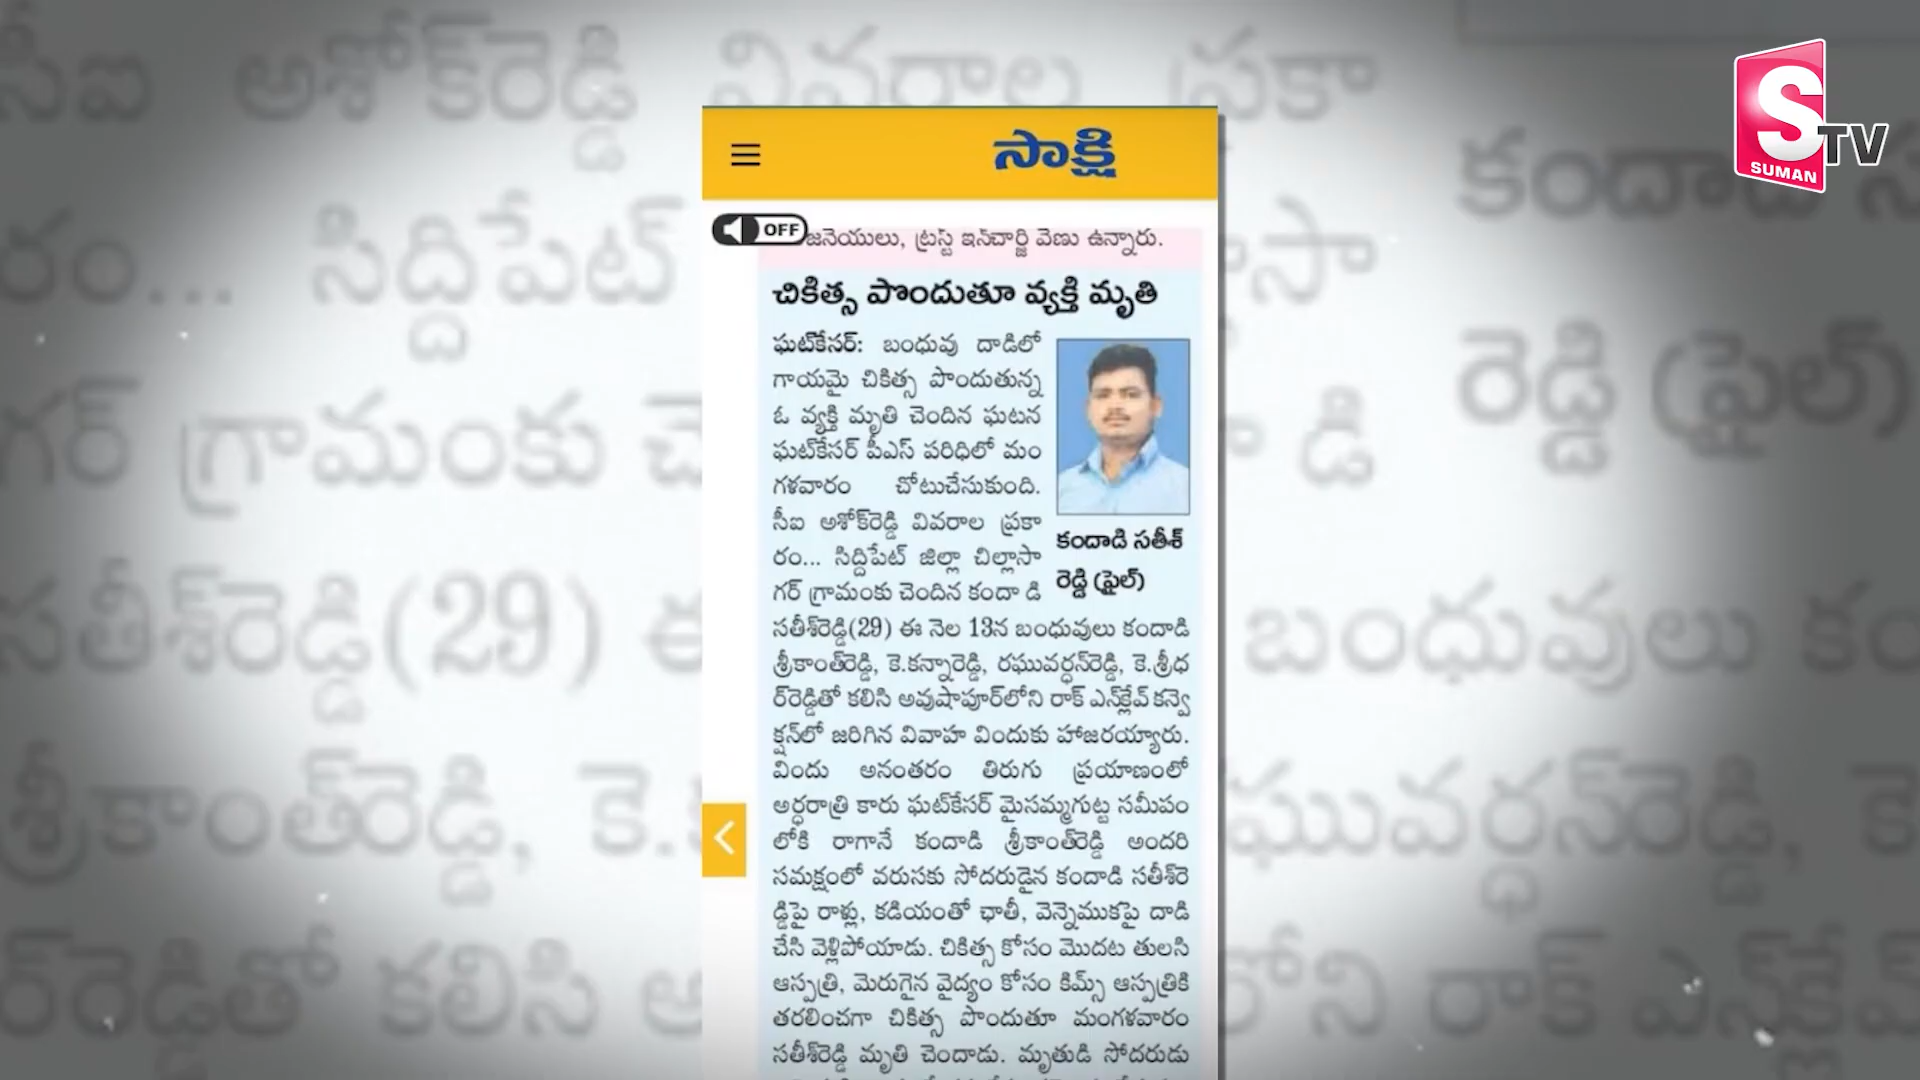 S
TV
SUMAN
సాక్షి
OFF
జనేయులు, ట్రస్ట్ ఇన్‌చార్జి వేణు ఉన్నారు.
చికిత్స పొందుతూ వ్యక్తి మృతి
ఘట్‌కేసర్: బంధువు దాడిలో
గాయమై చికిత్స పొందుతున్న
ఓ వ్యక్తి మృతి చెందిన ఘటన
ఘట్‌కేసర్ పీఎస్ పరిధిలో మం
గళవారం చోటుచేసుకుంది.
సీఐ అశోక్‌రెడ్డి వివరాల ప్రకా
రం... సిద్దిపేట్ జిల్లా చిల్లాసా
గర్ గ్రామంకు చెందిన కందా డి
కందాడి సతీశ్
రెడ్డి (ఫైల్)
సతీశ్‌రెడ్డి(29) ఈ నెల 13న బంధువులు కందాడి
శ్రీకాంత్‌రెడ్డి, కె.కన్నారెడ్డి, రఘువర్ధన్‌రెడ్డి, కె.శ్రీధ
ర్‌రెడ్డితో కలిసి అవుషాపూర్‌లోని రాక్ ఎన్‌క్లేవ్ కన్వె
క్షన్‌లో జరిగిన వివాహ విందుకు హాజరయ్యారు.
విందు అనంతరం తిరుగు ప్రయాణంలో
అర్ధరాత్రి కారు ఘట్‌కేసర్ మైసమ్మగుట్ట సమీపం
లోకి రాగానే కందాడి శ్రీకాంత్‌రెడ్డి అందరి
సమక్షంలో వరుసకు సోదరుడైన కందాడి సతీశ్‌రె
డ్డిపై రాళ్లు, కడియంతో ఛాతీ, వెన్నెముకపై దాడి
చేసి వెళ్లిపోయాడు. చికిత్స కోసం మొదట తులసి
ఆస్పత్రి, మెరుగైన వైద్యం కోసం కిమ్స్ ఆస్పత్రికి
తరలించగా చికిత్స పొందుతూ మంగళవారం
సతీశ్‌రెడ్డి మృతి చెందాడు. మృతుడి సోదరుడు